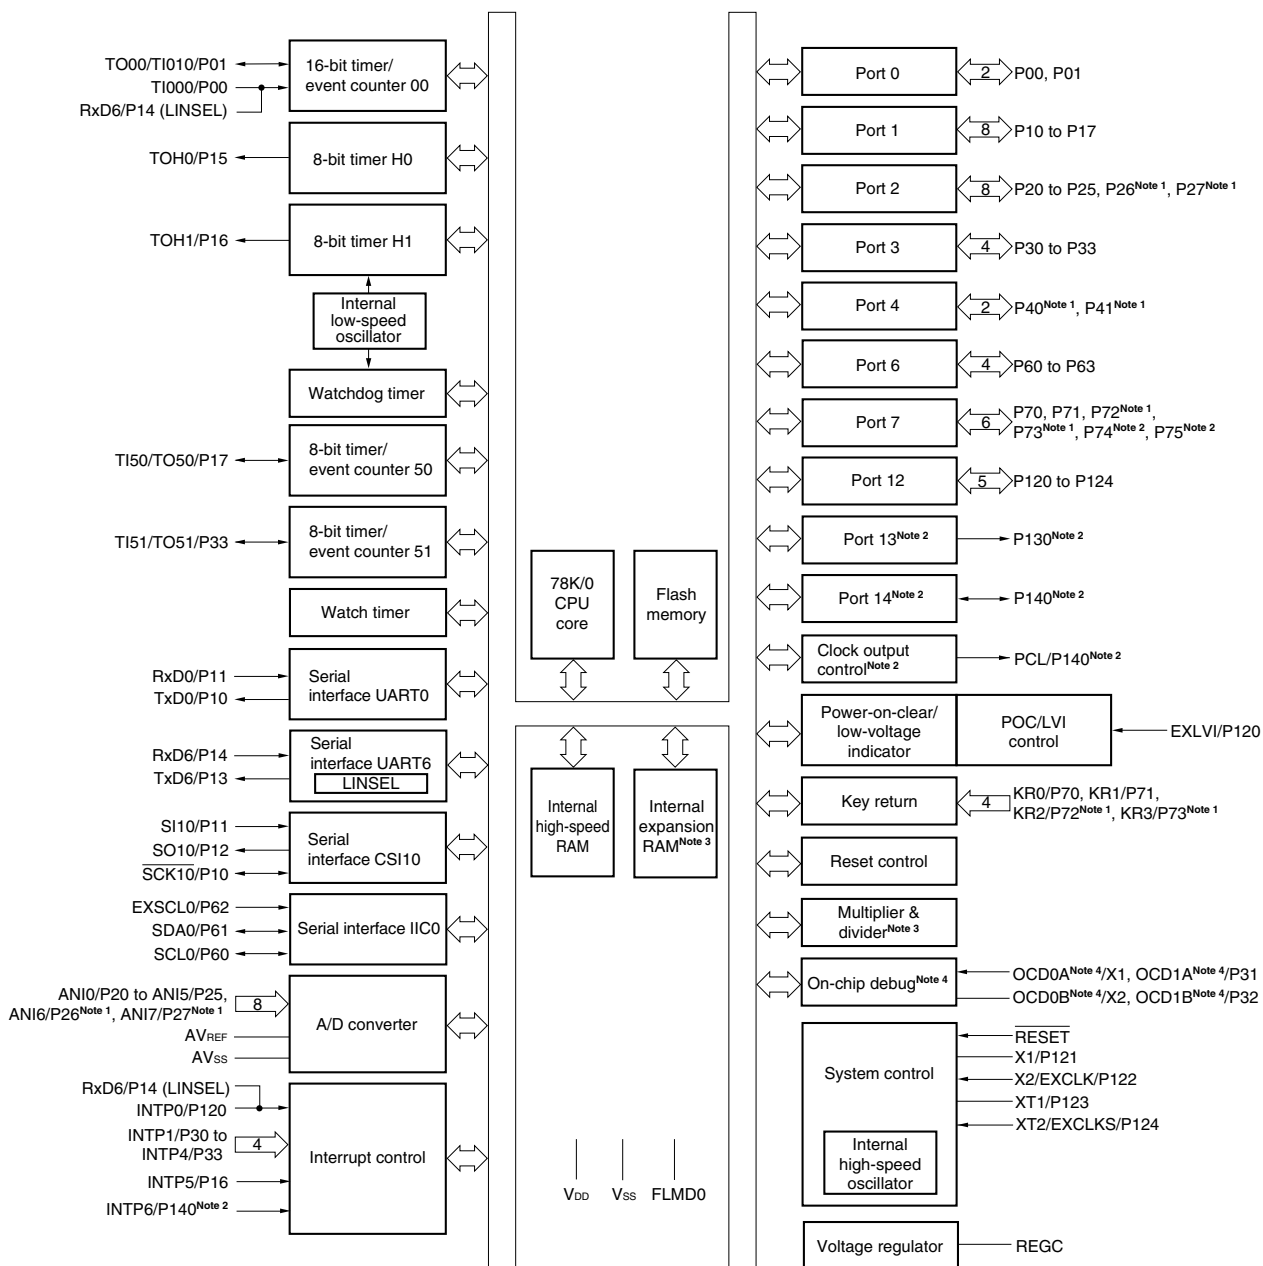 TO00/TI010/P01
TI000/P00
RxD6/P14 (LINSEL)
16-bit timer/
event counter 00
TOH0/P15
8-bit timer H0
TOH1/P16
8-bit timer H1
Internal
low-speed
oscillator
Watchdog timer
TI50/TO50/P17
8-bit timer/
event counter 50
TI51/TO51/P33
8-bit timer/
event counter 51
Watch timer
RxD0/P11
TxD0/P10
Serial
interface UART0
RxD6/P14
TxD6/P13
Serial
interface UART6
LINSEL
SI10/P11
SO10/P12
SCK10/P10
Serial
interface CSI10
EXSCL0/P62
SDA0/P61
SCL0/P60
Serial interface IIC0
ANI0/P20 to ANI5/P25,
ANI6/P26Note 1, ANI7/P27Note 1
8
AVREF
AVSS
A/D converter
RxD6/P14 (LINSEL)
INTP0/P120
INTP1/P30 to
INTP4/P33
4
INTP5/P16
INTP6/P140Note 2
Interrupt control
78K/0
CPU
core
Flash
memory
Internal
high-speed
RAM
Internal
expansion
RAMNote 3
VDD
VSS
FLMD0
Port 0
2
P00, P01
Port 1
8
P10 to P17
Port 2
8
P20 to P25, P26Note 1, P27Note 1
Port 3
4
P30 to P33
Port 4
2
P40Note 1, P41Note 1
Port 6
4
P60 to P63
Port 7
6
P70, P71, P72Note 1,
P73Note 1, P74Note 2, P75Note 2
Port 12
5
P120 to P124
Port 13Note 2
P130Note 2
Port 14Note 2
P140Note 2
Clock output
controlNote 2
PCL/P140Note 2
Power-on-clear/
low-voltage
indicator
POC/LVI
control
EXLVI/P120
Key return
4
KR0/P70, KR1/P71,
KR2/P72Note 1, KR3/P73Note 1
Reset control
Multiplier &
dividerNote 3
On-chip debugNote 4
OCD0ANote 4/X1, OCD1ANote 4/P31
OCD0BNote 4/X2, OCD1BNote 4/P32
System control
RESET
X1/P121
X2/EXCLK/P122
XT1/P123
XT2/EXCLKS/P124
Internal
high-speed
oscillator
Voltage regulator
REGC